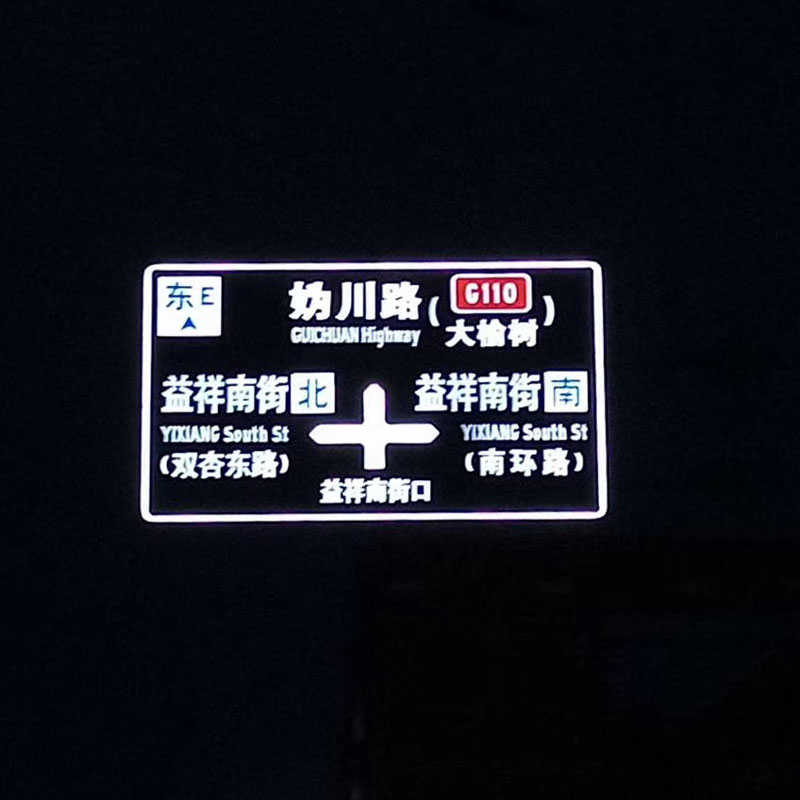 东E
妫川路(G110)
GUICHUAN Highway
大榆树
益祥南街北
益祥南街南
YIXIANG South St
YIXIANG South St
(双杏东路)
(南环路)
益祥南街口